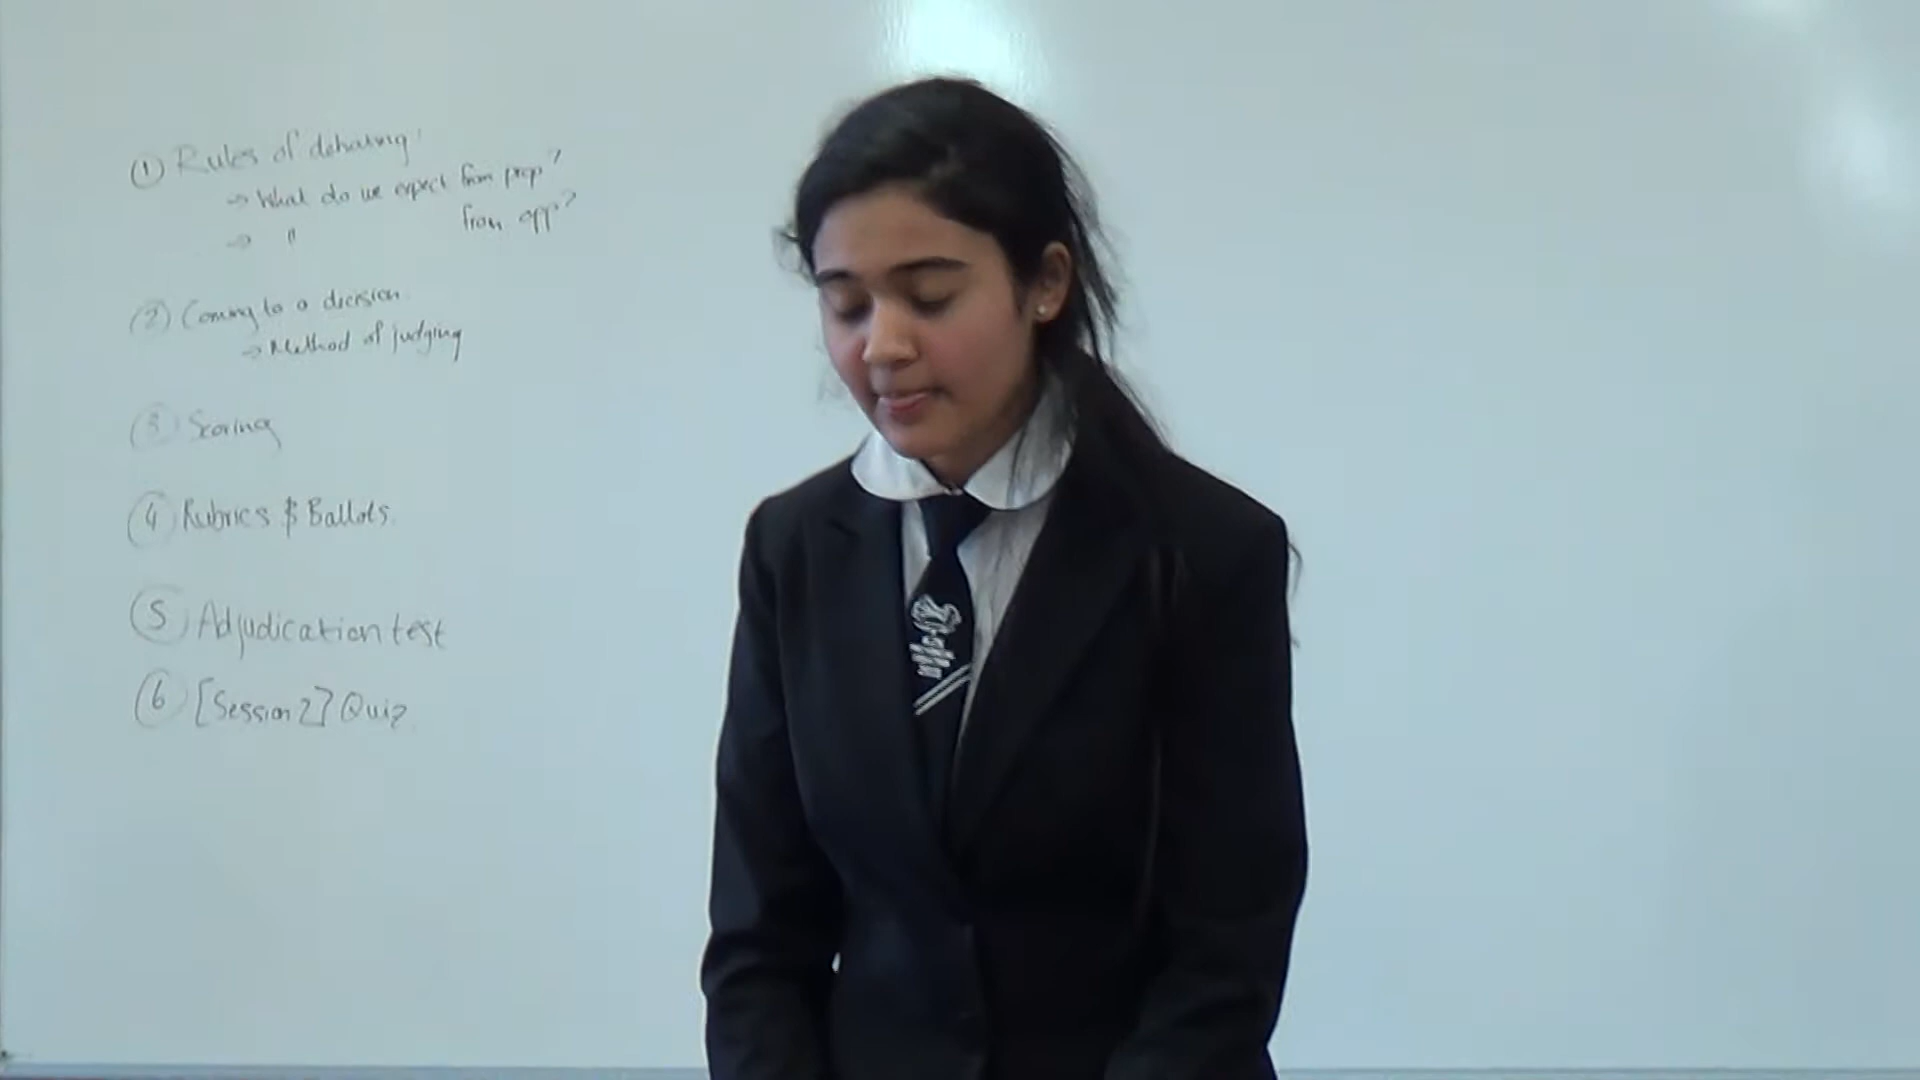 ① Rules of debating!
→ What do we expect from prop?
→ " from opp?
② Coming to a decision.
→ Method of judging
③ Scoring
④ Rubrics & Ballots.
⑤ Adjudication test
⑥ [Session 2] Quiz